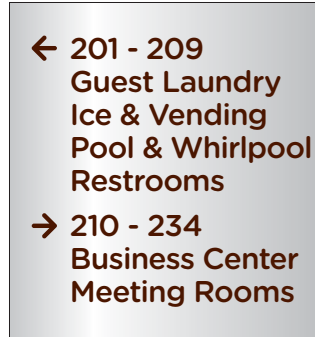 ← 201 - 209
Guest Laundry
Ice & Vending
Pool & Whirlpool
Restrooms
→ 210 - 234
Business Center
Meeting Rooms